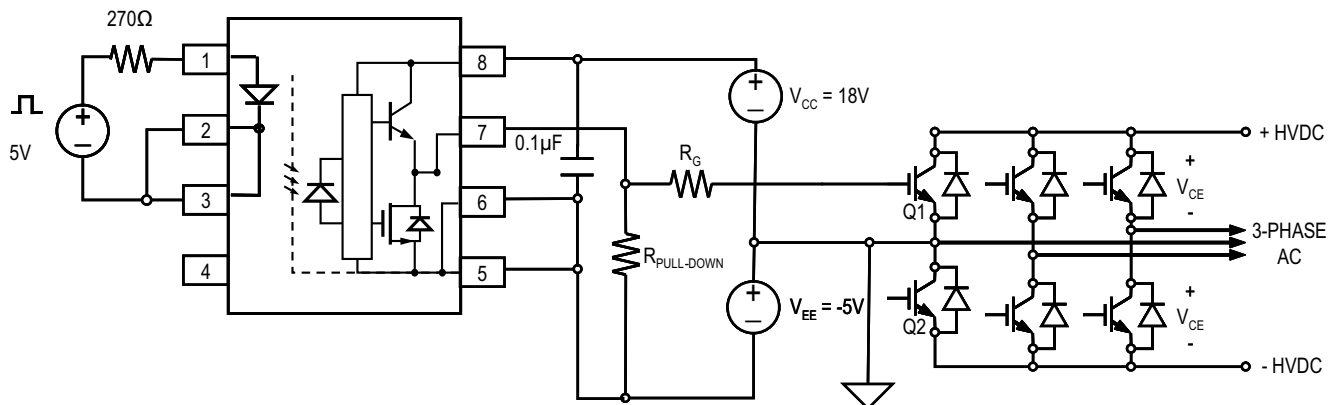 270Ω
5V
+
–
1
2
3
4
8
7
6
5
0.1µF
R_G
R_PULL-DOWN
+
–
V_CC = 18V
+
–
V_EE = -5V
Q1
Q2
+ HVDC
+
V_CE
-
3-PHASE
AC
+
V_CE
-
- HVDC